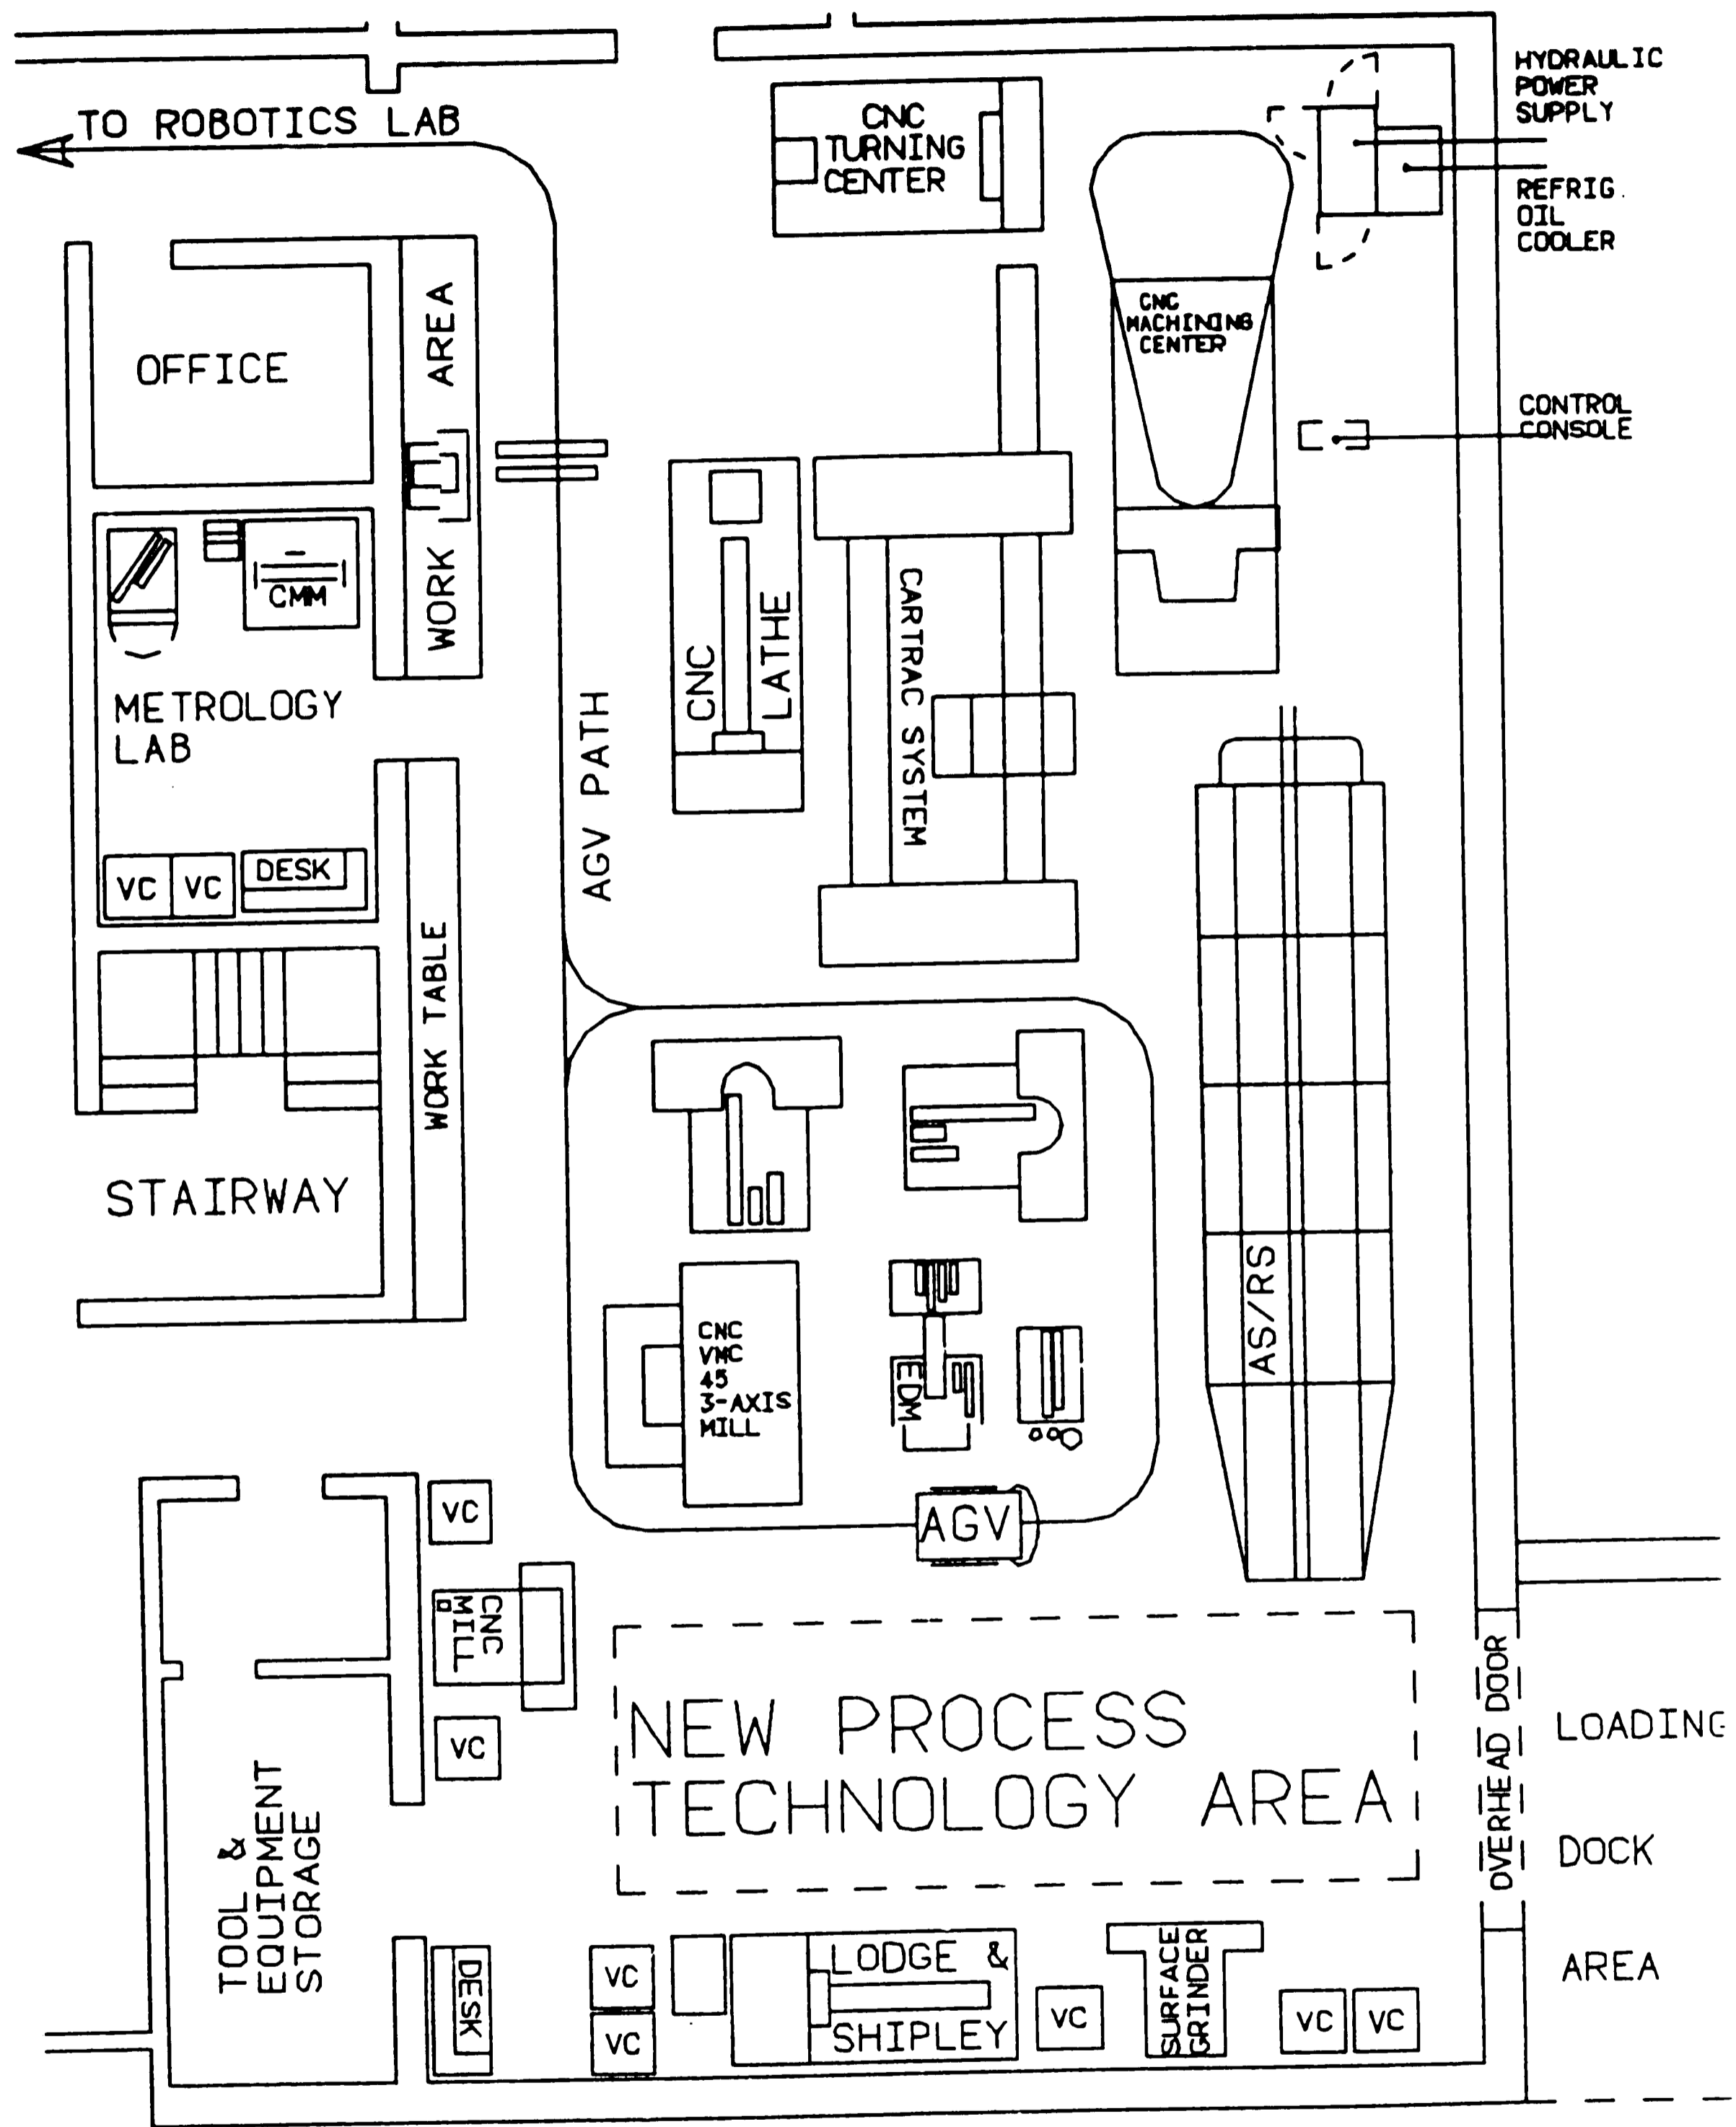 HYDRAULIC
POWER
SUPPLY
TO ROBOTICS LAB
CNC
TURNING
CENTER
REFRIG.
OIL
COOLER
CNC
MACHINING
CENTER
OFFICE
WORK AREA
CONTROL
CONSOLE
CMM
METROLOGY
LAB
CNC
LATHE
CARTRAC SYSTEM
AGV PATH
VC
VC
DESK
WORK TABLE
STAIRWAY
AS/RS
CNC
VMC
45
3-AXIS
MILL
EDM
AGV
VC
CNC
MILL
VC
NEW PROCESS
TECHNOLOGY AREA
OVERHEAD DOOR
LOADING
DOCK
AREA
TOOL &
EQUIPMENT
STORAGE
DESK
VC
VC
LODGE &
SHIPLEY
VC
SURFACE
GRINDER
VC
VC